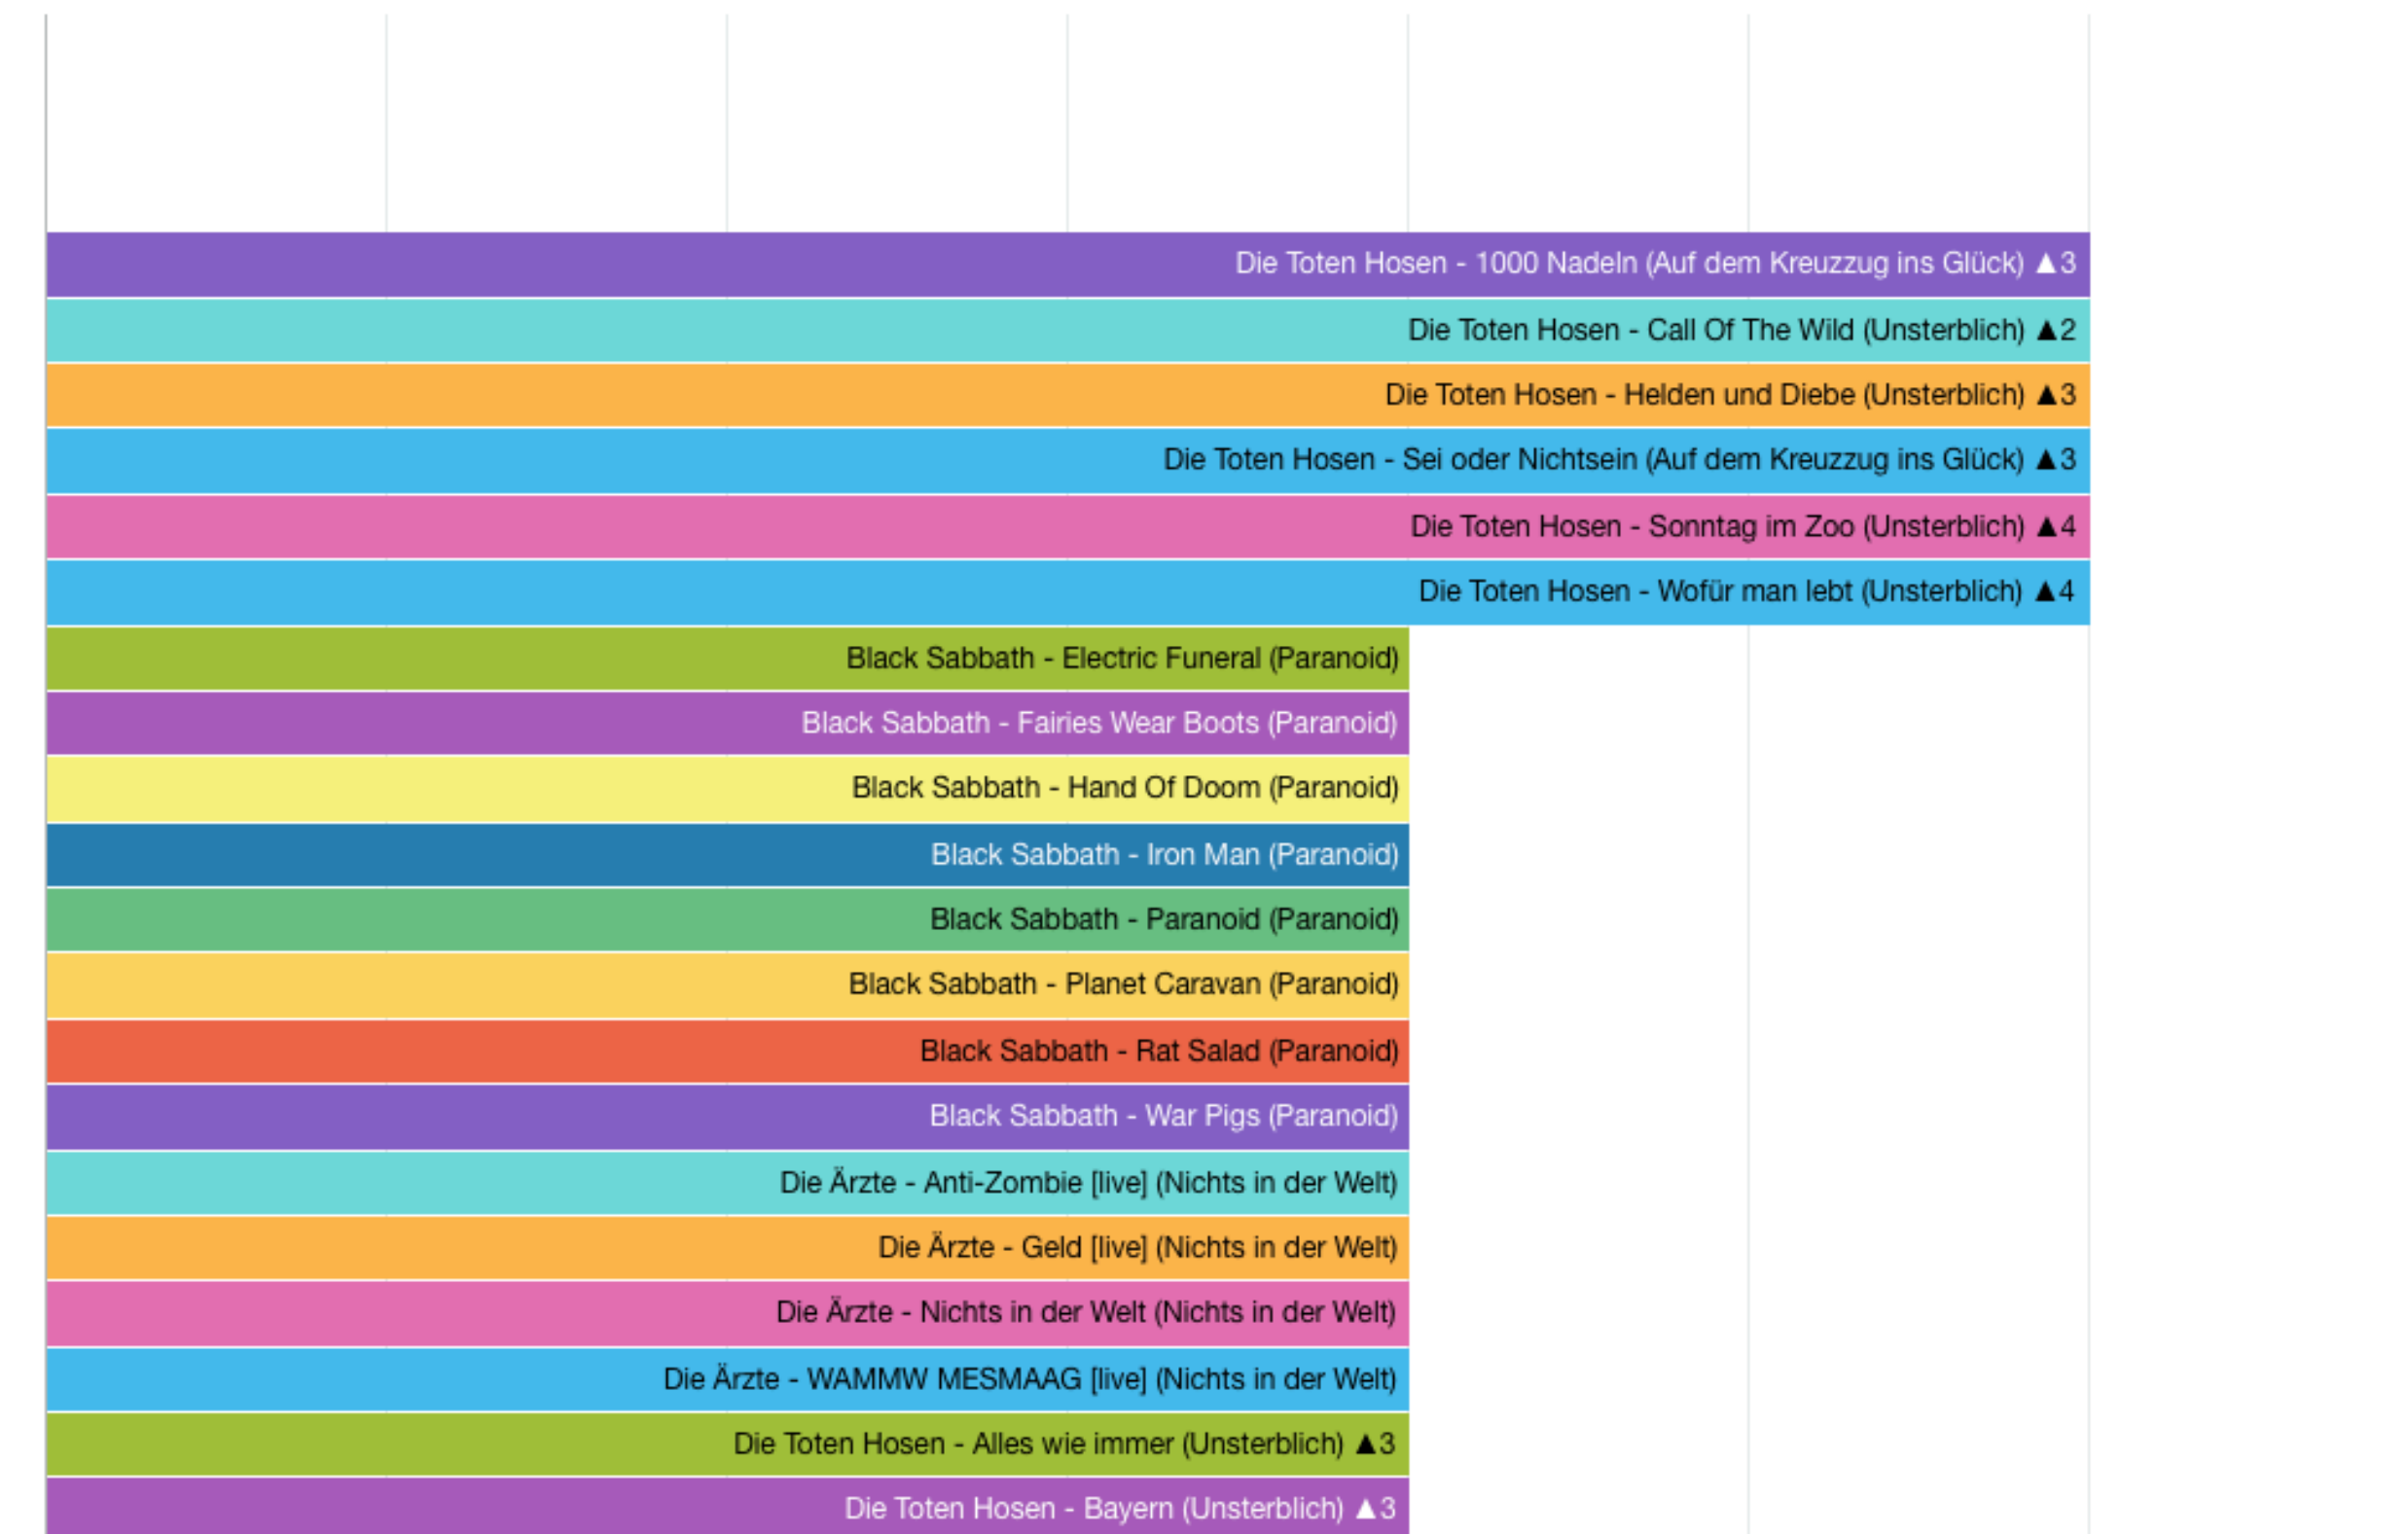 Die Toten Hosen - 1000 Nadeln (Auf dem Kreuzzug ins Glück) ▲3
Die Toten Hosen - Call Of The Wild (Unsterblich) ▲2
Die Toten Hosen - Helden und Diebe (Unsterblich) ▲3
Die Toten Hosen - Sei oder Nichtsein (Auf dem Kreuzzug ins Glück) ▲3
Die Toten Hosen - Sonntag im Zoo (Unsterblich) ▲4
Die Toten Hosen - Wofür man lebt (Unsterblich) ▲4
Black Sabbath - Electric Funeral (Paranoid)
Black Sabbath - Fairies Wear Boots (Paranoid)
Black Sabbath - Hand Of Doom (Paranoid)
Black Sabbath - Iron Man (Paranoid)
Black Sabbath - Paranoid (Paranoid)
Black Sabbath - Planet Caravan (Paranoid)
Black Sabbath - Rat Salad (Paranoid)
Black Sabbath - War Pigs (Paranoid)
Die Ärzte - Anti-Zombie [live] (Nichts in der Welt)
Die Ärzte - Geld [live] (Nichts in der Welt)
Die Ärzte - Nichts in der Welt (Nichts in der Welt)
Die Ärzte - WAMMW MESMAAG [live] (Nichts in der Welt)
Die Toten Hosen - Alles wie immer (Unsterblich) ▲3
Die Toten Hosen - Bayern (Unsterblich) ▲3